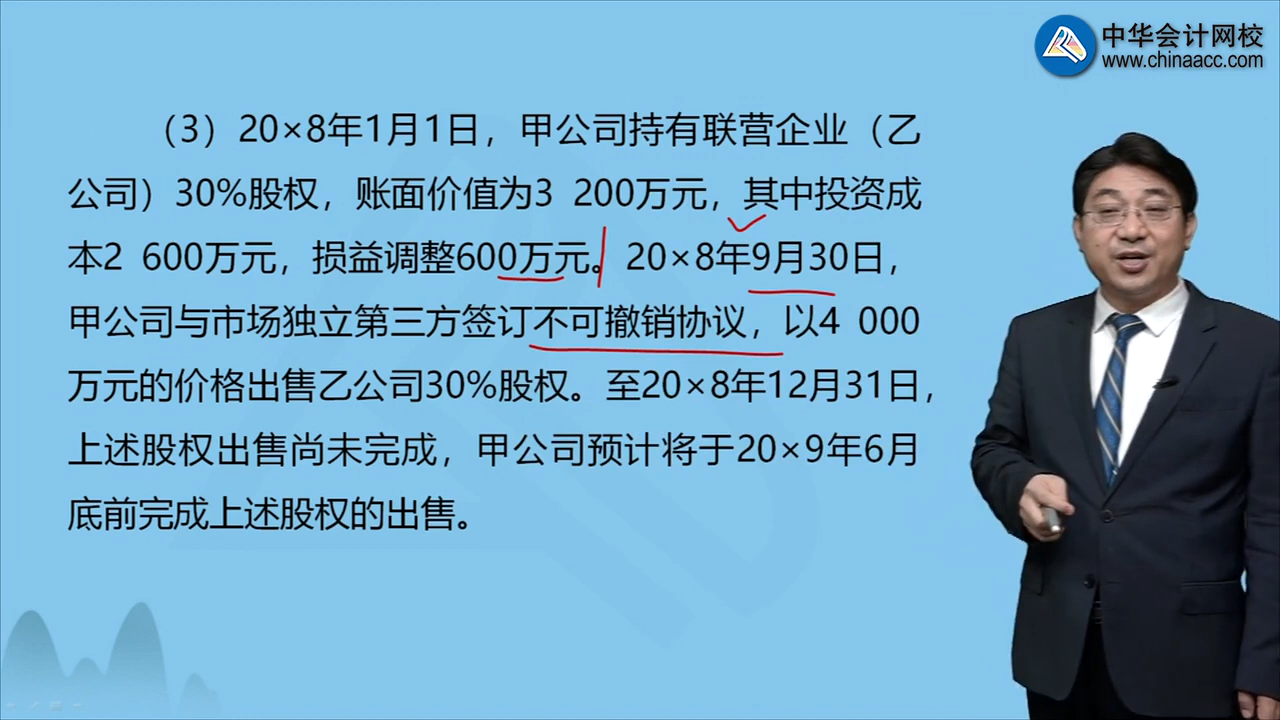 中华会计网校
www.chinaacc.com
（3）20×8年1月1日，甲公司持有联营企业（乙
公司）30%股权，账面价值为3 200万元，其中投资成
本2 600万元，损益调整600万元。20×8年9月30日，
甲公司与市场独立第三方签订不可撤销协议，以4 000
万元的价格出售乙公司30%股权。至20×8年12月31日，
上述股权出售尚未完成，甲公司预计将于20×9年6月
底前完成上述股权的出售。